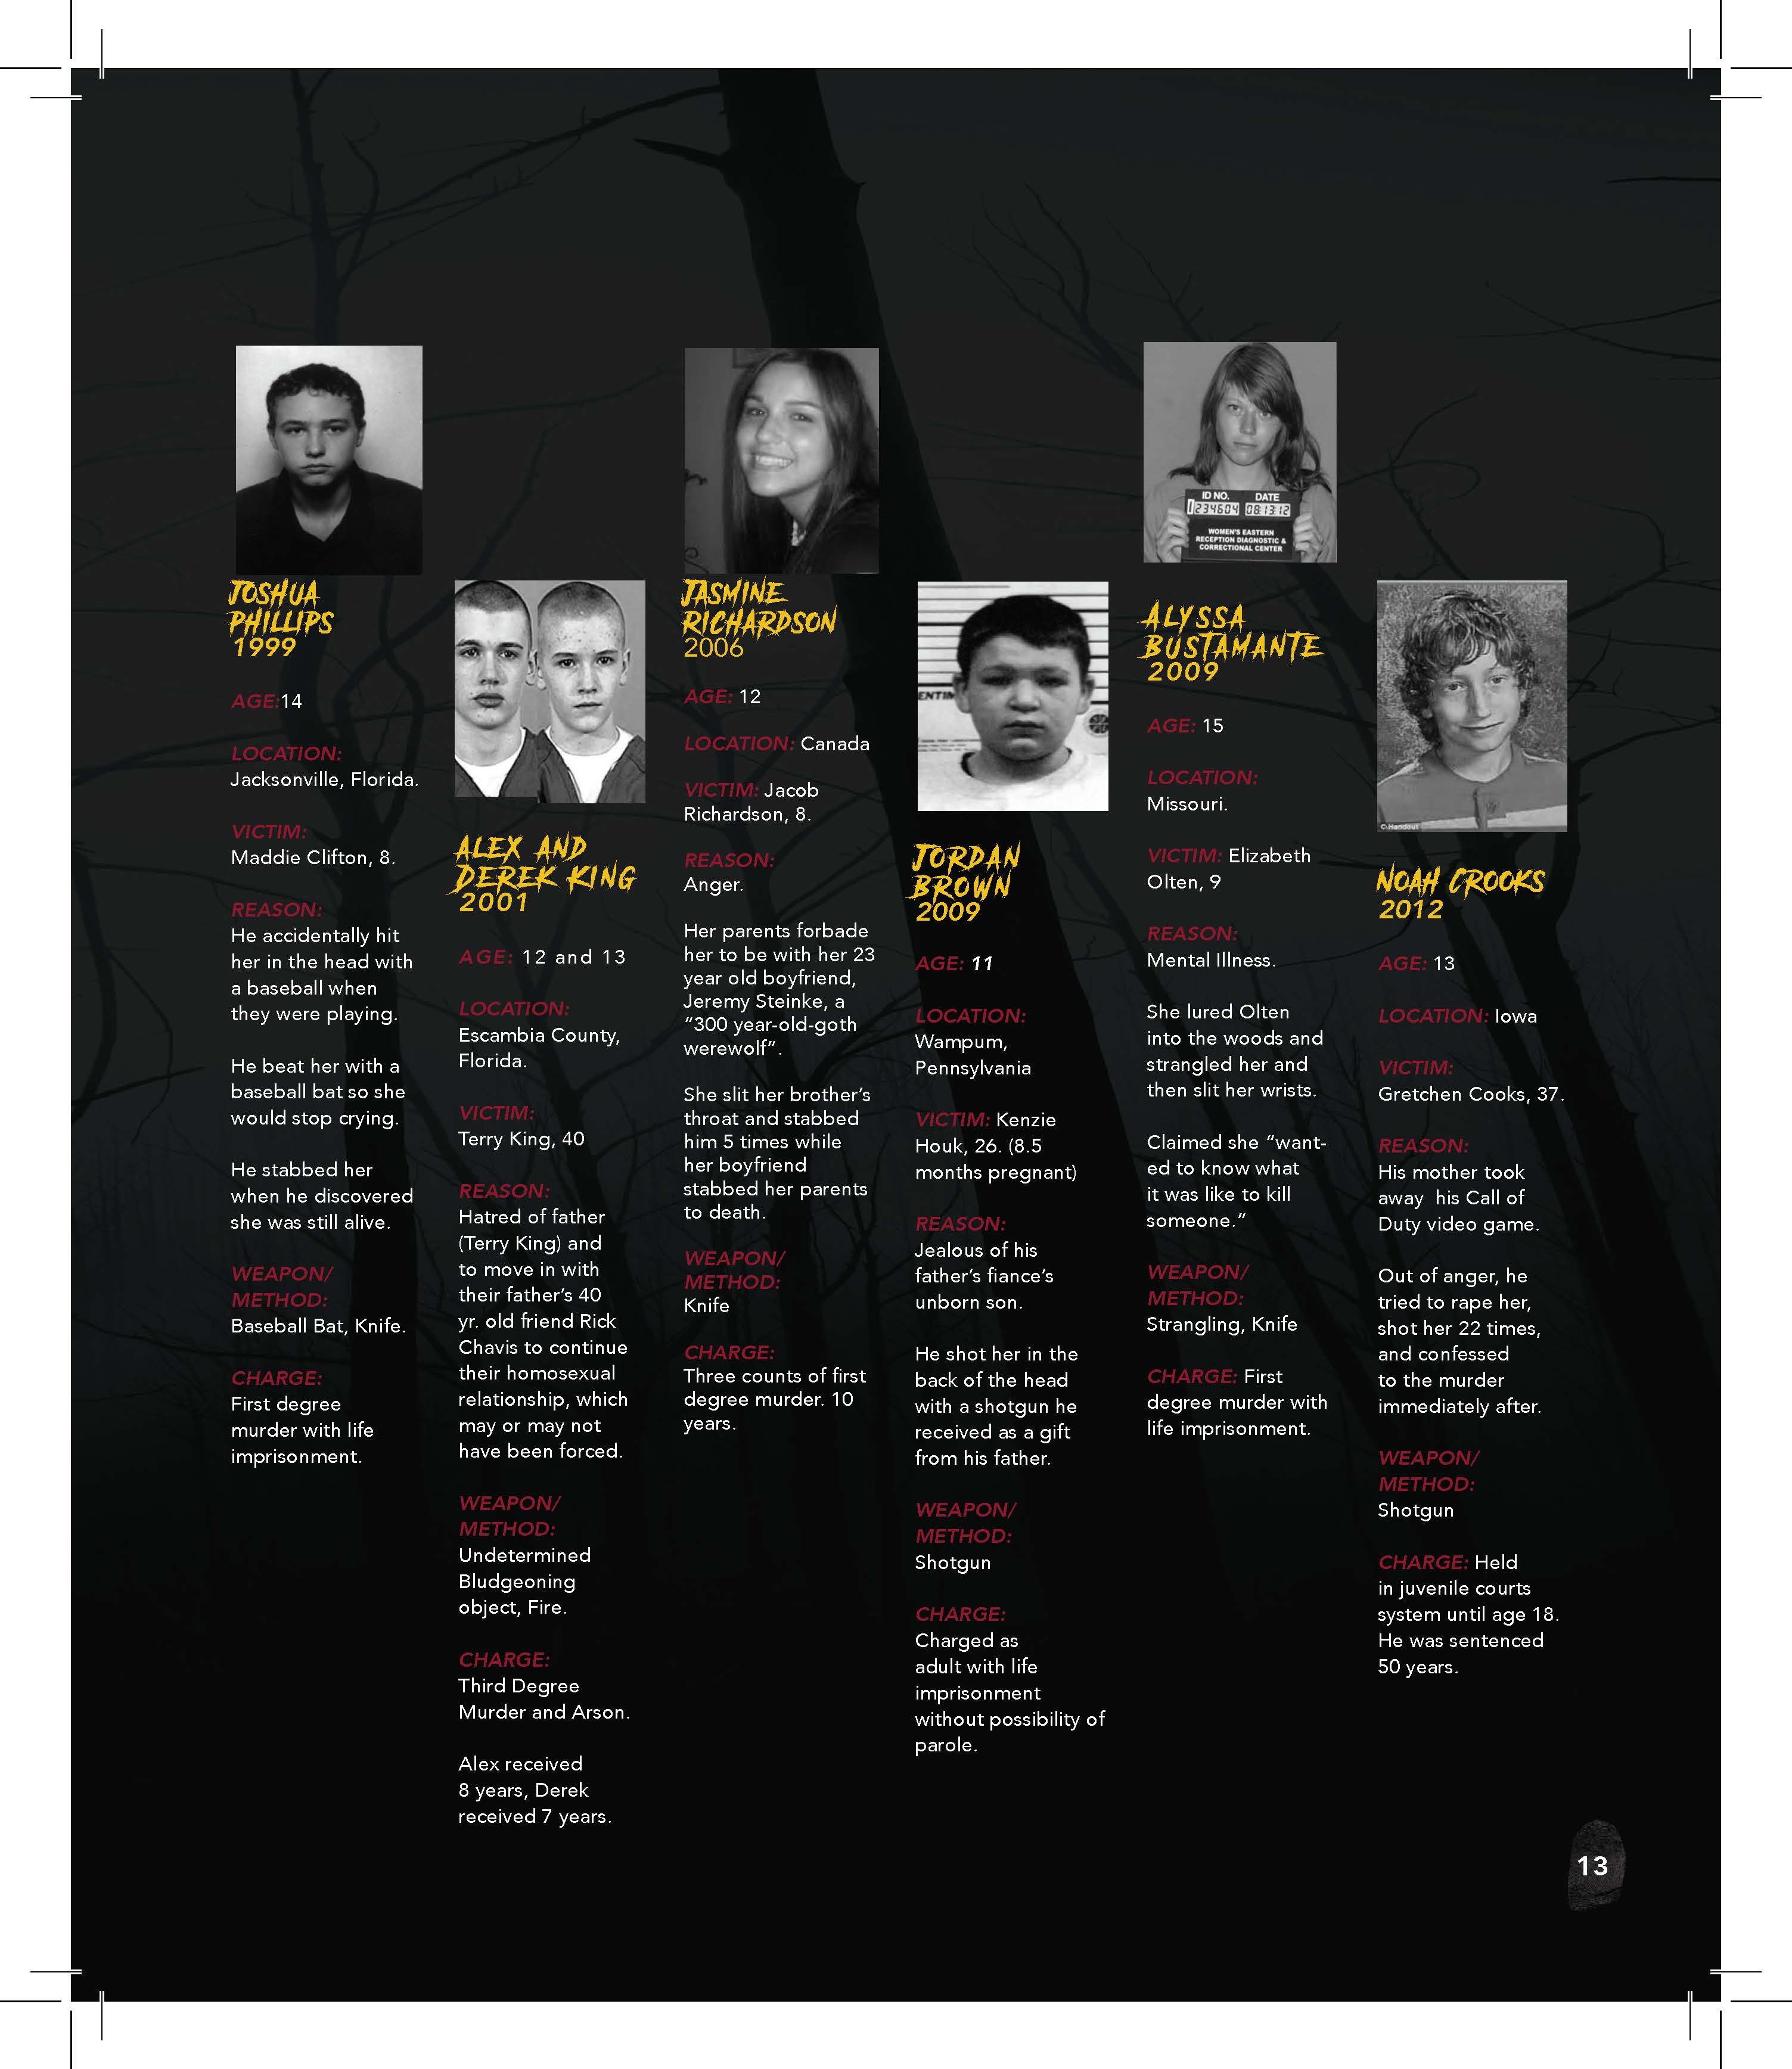 JOSHUA
PHILLIPS
1999
AGE:14
LOCATION:
Jacksonville, Florida.
VICTIM:
Maddie Clifton, 8.
REASON:
He accidentally hit
her in the head with
a baseball when
they were playing.
He beat her with a
baseball bat so she
would stop crying.
He stabbed her
when he discovered
she was still alive.
WEAPON/
METHOD:
Baseball Bat, Knife.
CHARGE:
First degree
murder with life
imprisonment.
ALEX AND
DEREK KING
2001
AGE: 12 and 13
LOCATION:
Escambia County,
Florida.
VICTIM:
Terry King, 40
REASON:
Hatred of father
(Terry King) and
to move in with
their father's 40
yr. old friend Rick
Chavis to continue
their homosexual
relationship, which
may or may not
have been forced.
WEAPON/
METHOD:
Undetermined
Bludgeoning
object, Fire.
CHARGE:
Third Degree
Murder and Arson.
Alex received
8 years, Derek
received 7 years.
JASMINE
RICHARDSON
2006
AGE: 12
LOCATION: Canada
VICTIM: Jacob
Richardson, 8.
REASON:
Anger.
Her parents forbade
her to be with her 23
year old boyfriend,
Jeremy Steinke, a
“300 year-old-goth
werewolf”.
She slit her brother's
throat and stabbed
him 5 times while
her boyfriend
stabbed her parents
to death.
WEAPON/
METHOD:
Knife
CHARGE:
Three counts of first
degree murder. 10
years.
ENTIM
JORDAN
BROWN
2009
AGE: 11
LOCATION:
Wampum,
Pennsylvania
VICTIM: Kenzie
Houk, 26. (8.5
months pregnant)
REASON:
Jealous of his
father's fiance's
unborn son.
He shot her in the
back of the head
with a shotgun he
received as a gift
from his father.
WEAPON/
METHOD:
Shotgun
CHARGE:
Charged as
adult with life
imprisonment
without possibility of
parole.
ID NO. DATE
1234604 08:13:12
WOMEN'S EASTERN
RECEPTION DIAGNOSTIC &
CORRECTIONAL CENTER
ALYSSA
BUSTAMANTE
2009
AGE: 15
LOCATION:
Missouri.
VICTIM: Elizabeth
Olten, 9
REASON:
Mental Illness.
She lured Olten
into the woods and
strangled her and
then slit her wrists.
Claimed she “want-
ed to know what
it was like to kill
someone.”
WEAPON/
METHOD:
Strangling, Knife
CHARGE: First
degree murder with
life imprisonment.
© Handout
NOAH CROOKS
2012
AGE: 13
LOCATION: Iowa
VICTIM:
Gretchen Cooks, 37.
REASON:
His mother took
away his Call of
Duty video game.
Out of anger, he
tried to rape her,
shot her 22 times,
and confessed
to the murder
immediately after.
WEAPON/
METHOD:
Shotgun
CHARGE: Held
in juvenile courts
system until age 18.
He was sentenced
50 years.
13